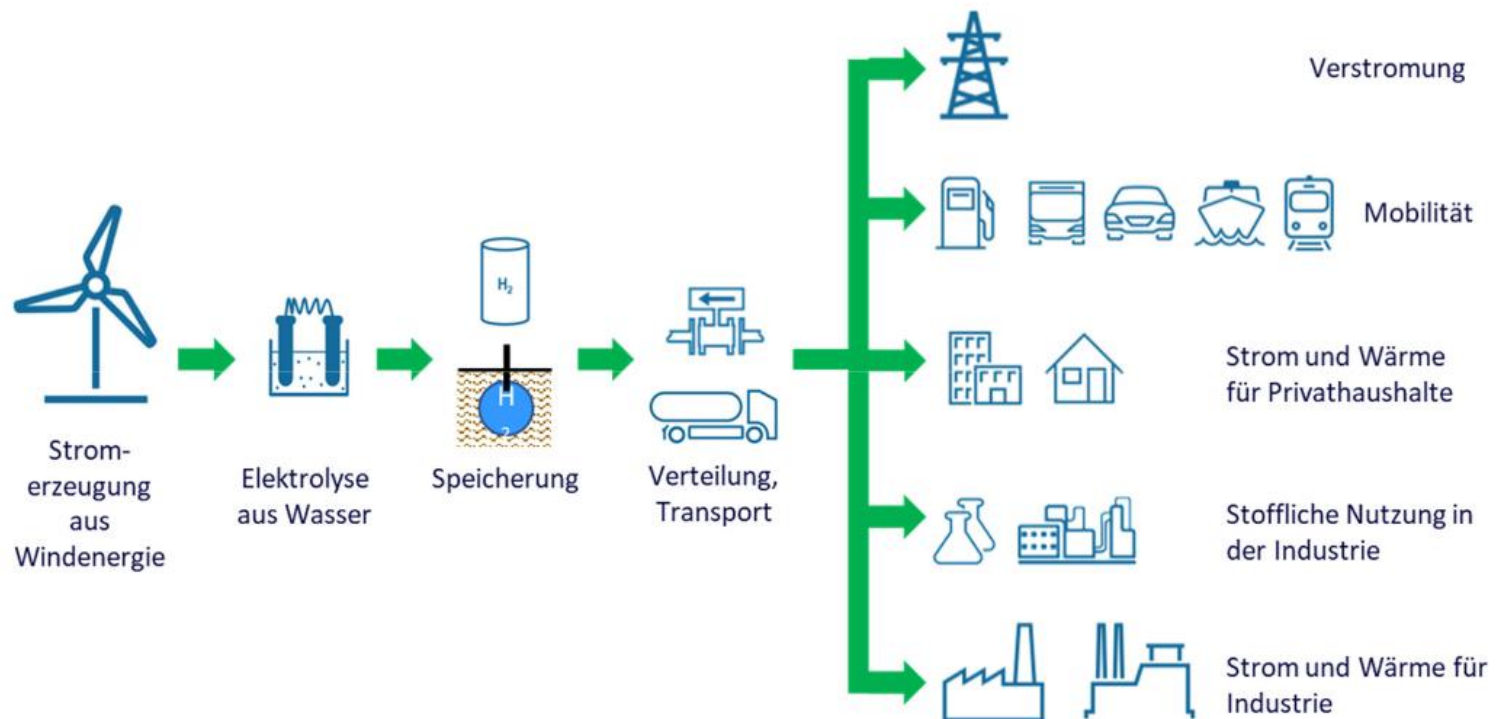 Strom-
erzeugung
aus
Windenergie
Elektrolyse
aus Wasser
H₂
H
2
Speicherung
Verteilung,
Transport
Verstromung
Mobilität
Strom und Wärme
für Privathaushalte
Stoffliche Nutzung in
der Industrie
Strom und Wärme für
Industrie